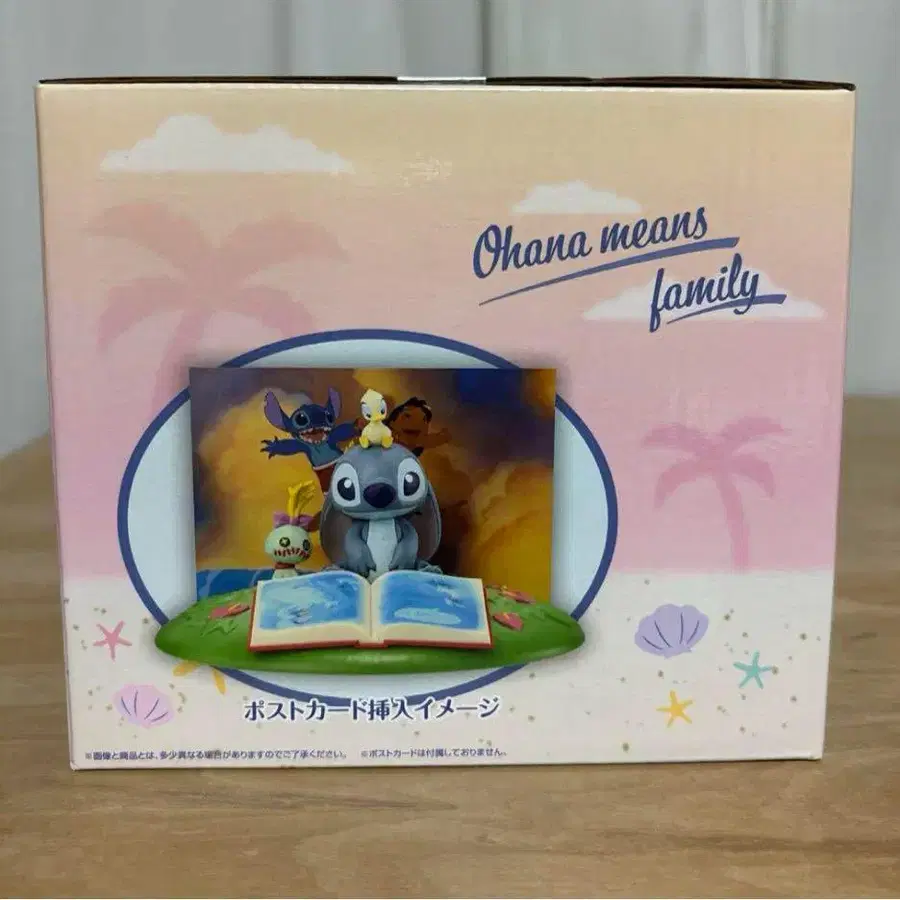 Ohana means
family
ポストカード挿入イメージ
※画像と商品とは、多少異なる場合がありますのでご了承ください。 ※ポストカードは付属しておりません。